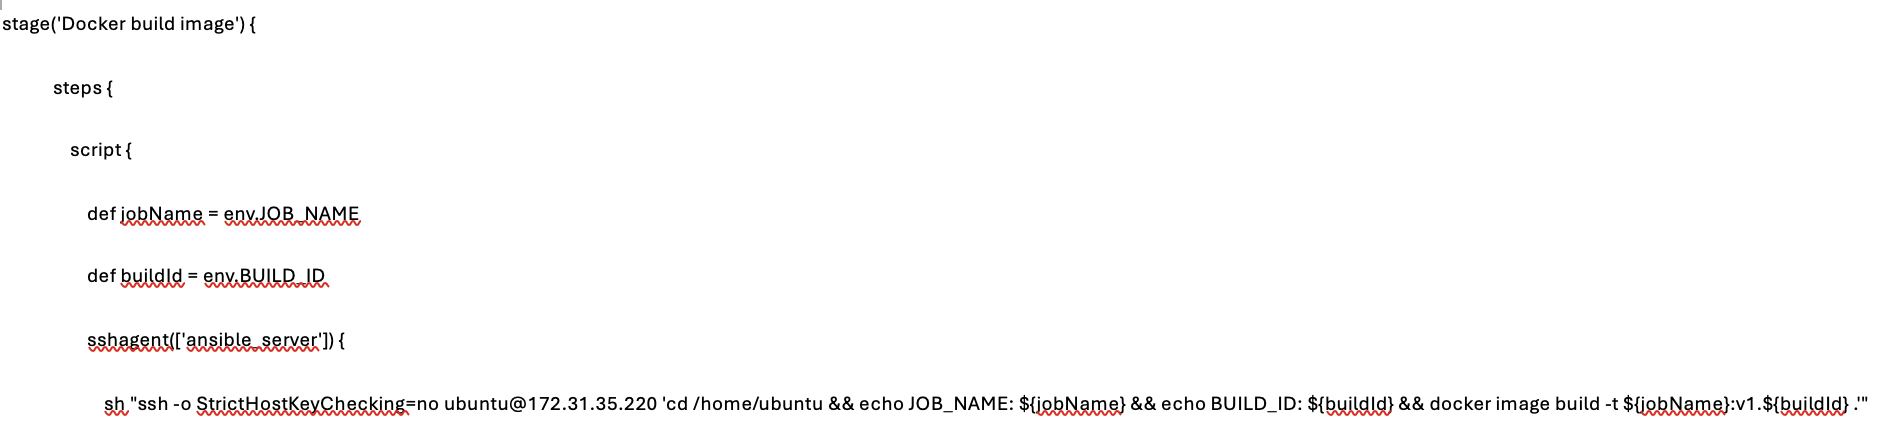 stage('Docker build image') {
steps {
script {
def jobName = env.JOB_NAME
def buildId = env.BUILD_ID
sshagent(['ansible_server']) {
sh "ssh -o StrictHostKeyChecking=no ubuntu@172.31.35.220 'cd /home/ubuntu && echo JOB_NAME: ${jobName} && echo BUILD_ID: ${buildId} && docker image build -t ${jobName}:v1.${buildId} .'"